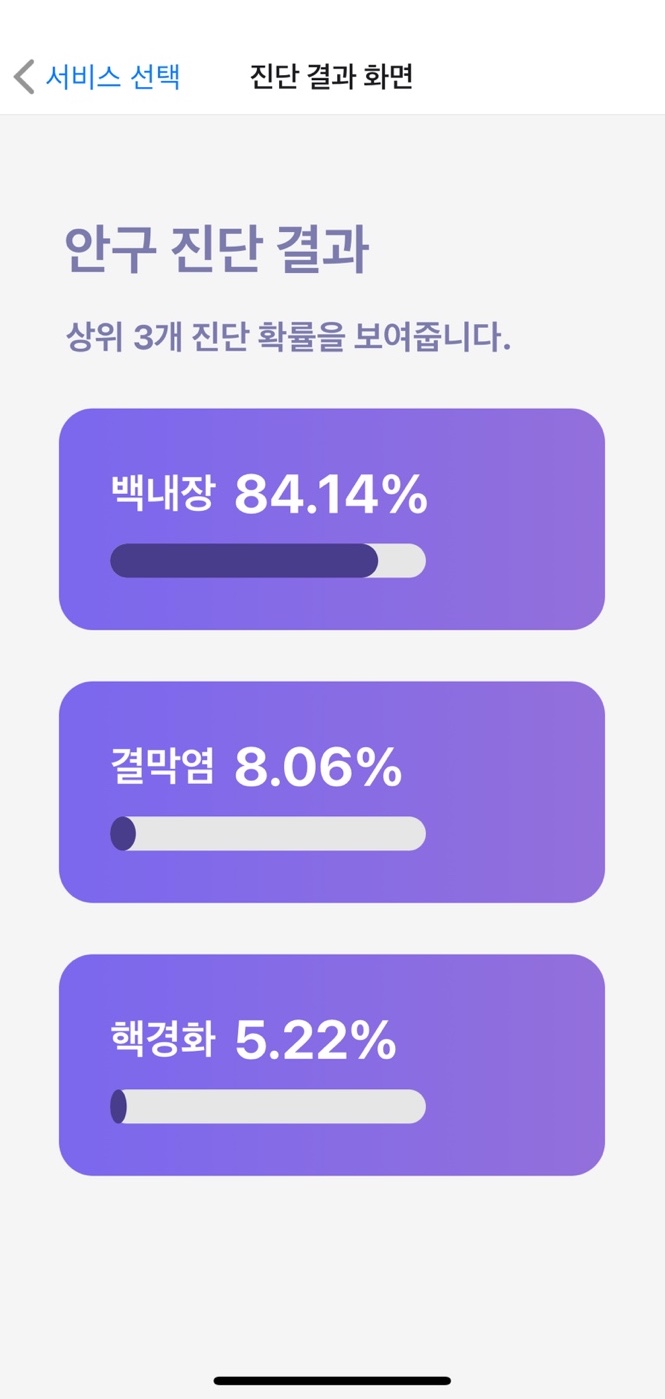 서비스 선택 진단 결과 화면
안구 진단 결과
상위 3개 진단 확률을 보여줍니다.
백내장 84.14%
결막염 8.06%
핵경화 5.22%